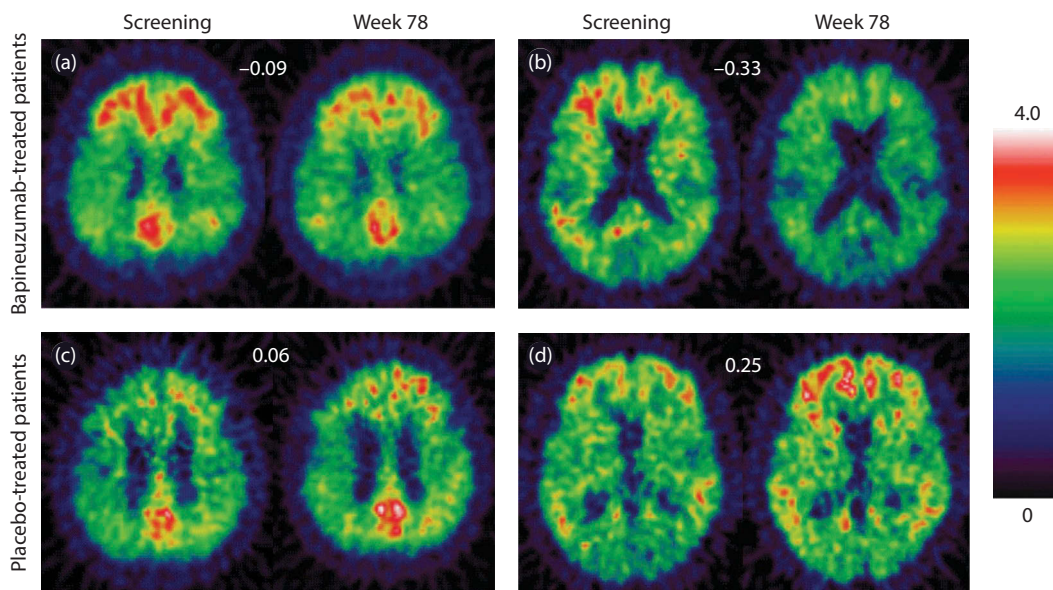 Screening
Week 78
Screening
Week 78
Bapineuzumab-treated patients
(a)
–0.09
(b)
–0.33
4.0
0
Placebo-treated patients
(c)
0.06
(d)
0.25